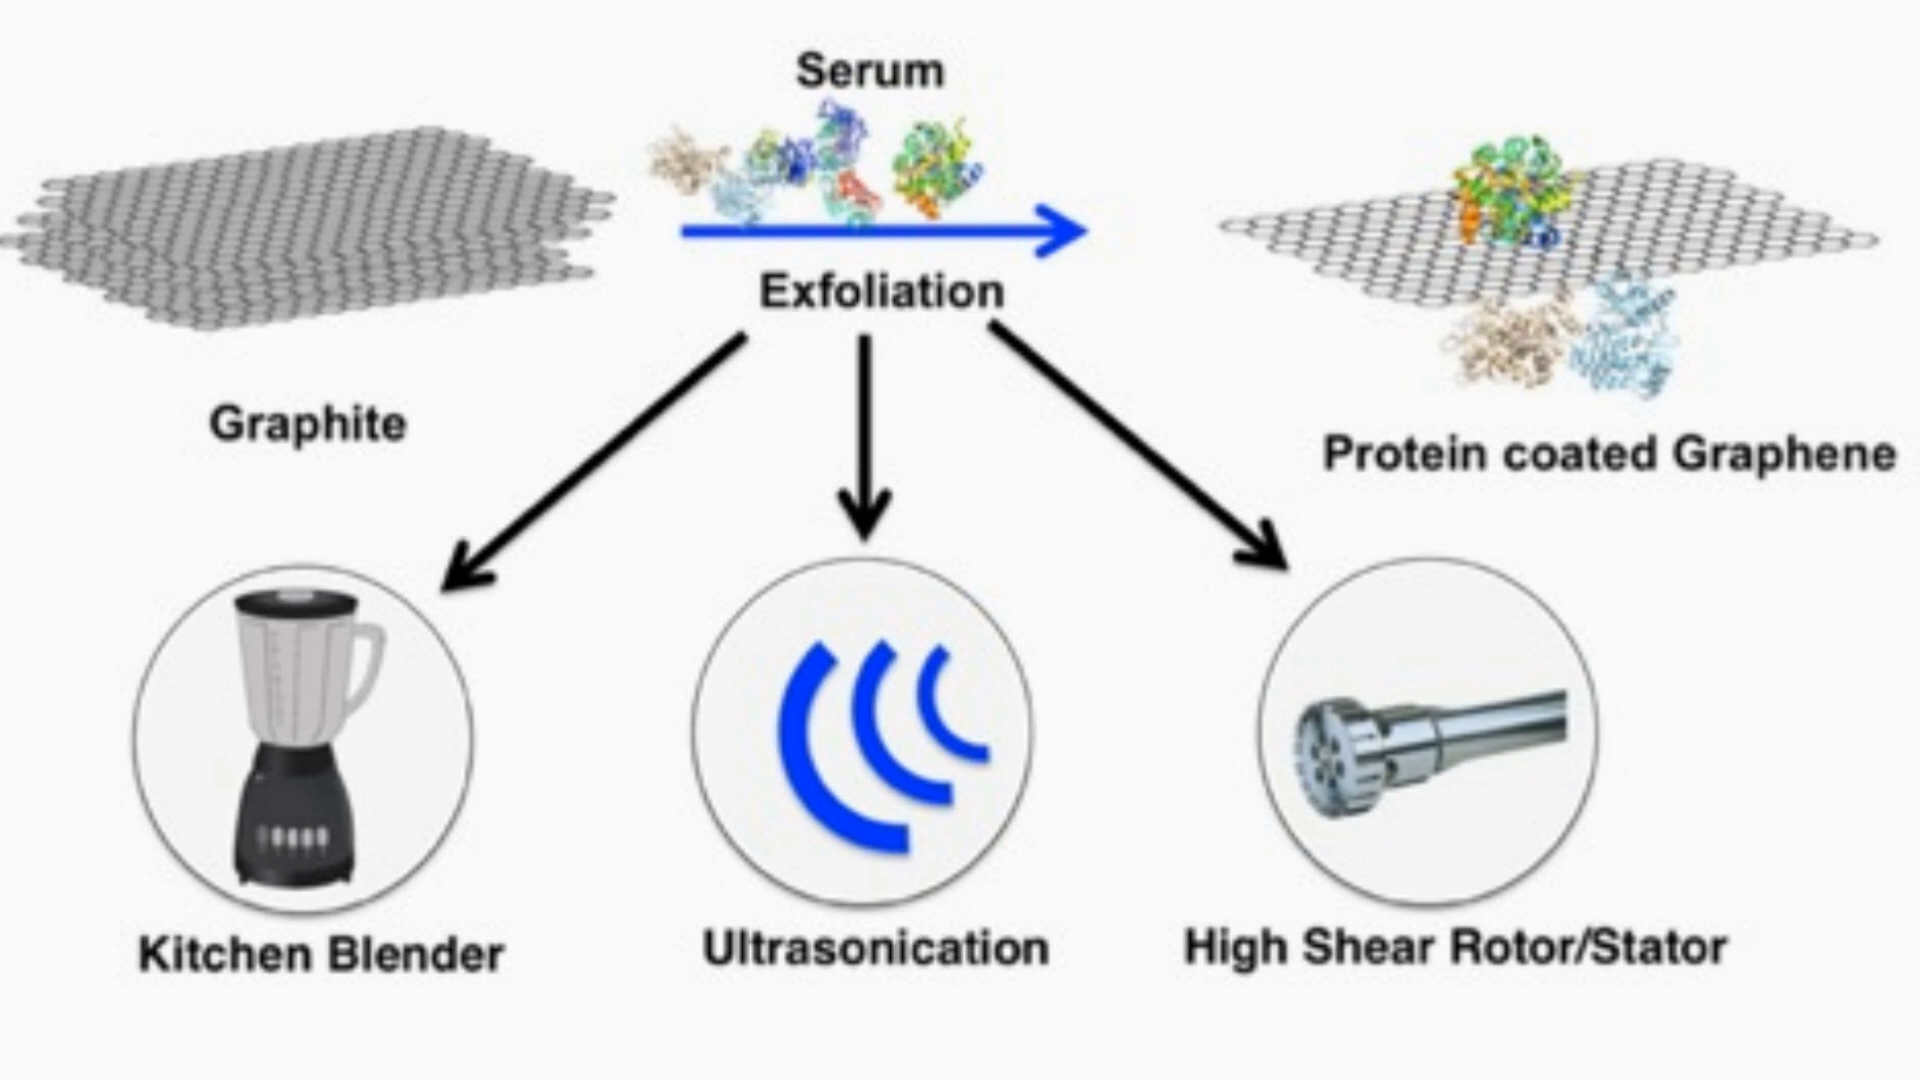 Serum
Exfoliation
Graphite
Protein coated Graphene
Kitchen Blender
Ultrasonication
High Shear Rotor/Stator